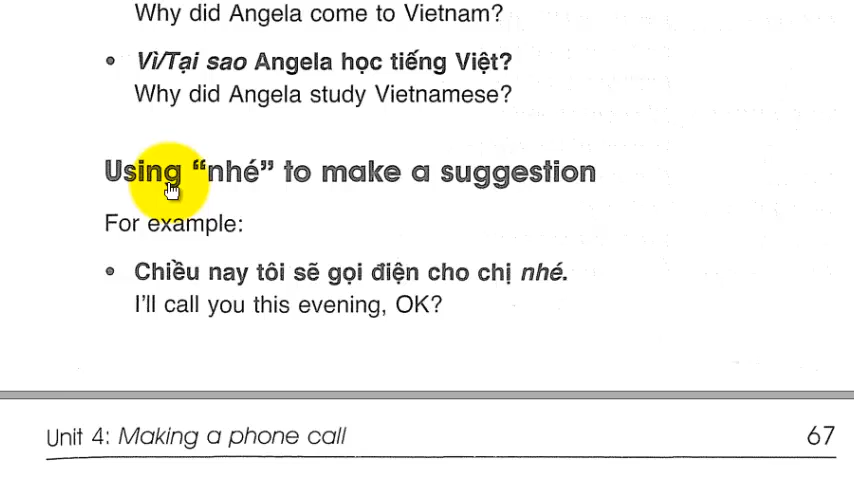 Why did Angela come to Vietnam?
• Vì/Tại sao Angela học tiếng Việt?
Why did Angela study Vietnamese?
Using “nhé” to make a suggestion
For example:
• Chiều nay tôi sẽ gọi điện cho chị nhé.
I’ll call you this evening, OK?
Unit 4: Making a phone call 67